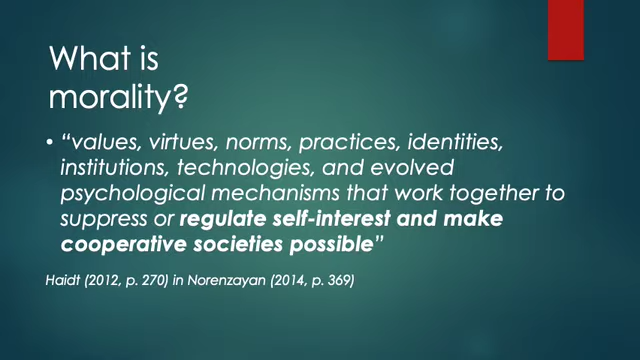 What is
morality?
• “values, virtues, norms, practices, identities,
institutions, technologies, and evolved
psychological mechanisms that work together to
suppress or regulate self-interest and make
cooperative societies possible”
Haidt (2012, p. 270) in Norenzayan (2014, p. 369)